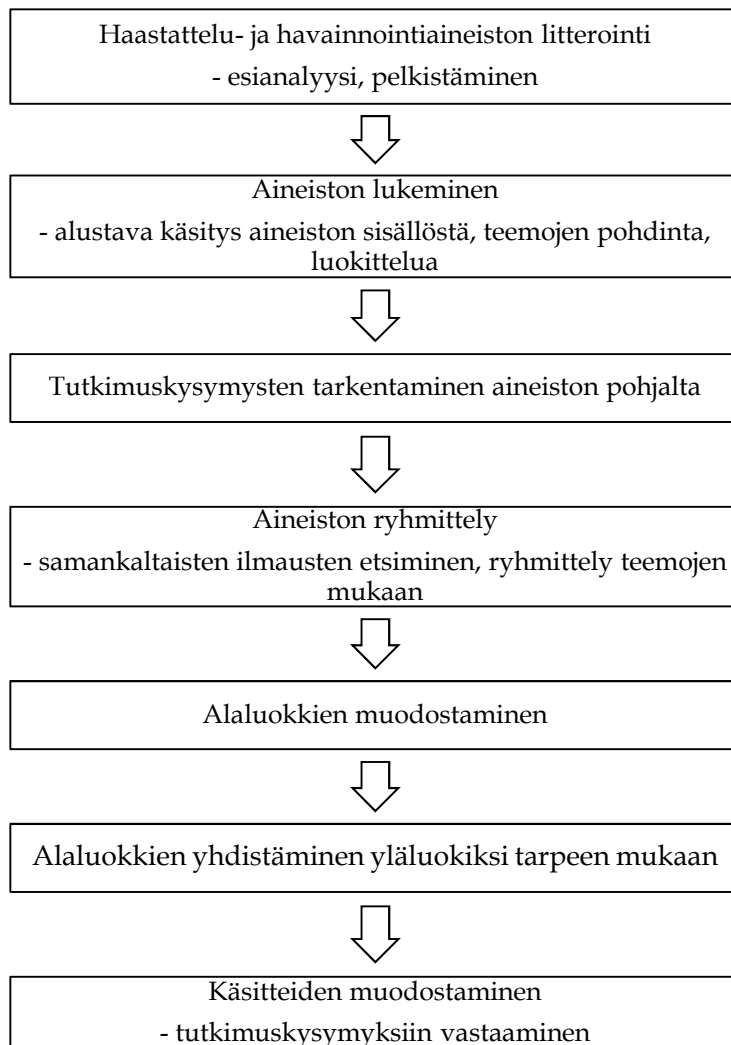 Haastattelu- ja havainnointiaineiston litterointi
- esianalyysi, pelkistäminen
Aineiston lukeminen
- alustava käsitys aineiston sisällöstä, teemojen pohdinta,
luokittelua
Tutkimuskysymysten tarkentaminen aineiston pohjalta
Aineiston ryhmittely
- samankaltaisten ilmausten etsiminen, ryhmittely teemojen
mukaan
Alaluokkien muodostaminen
Alaluokkien yhdistäminen yläluokiksi tarpeen mukaan
Käsitteiden muodostaminen
- tutkimuskysymyksiin vastaaminen